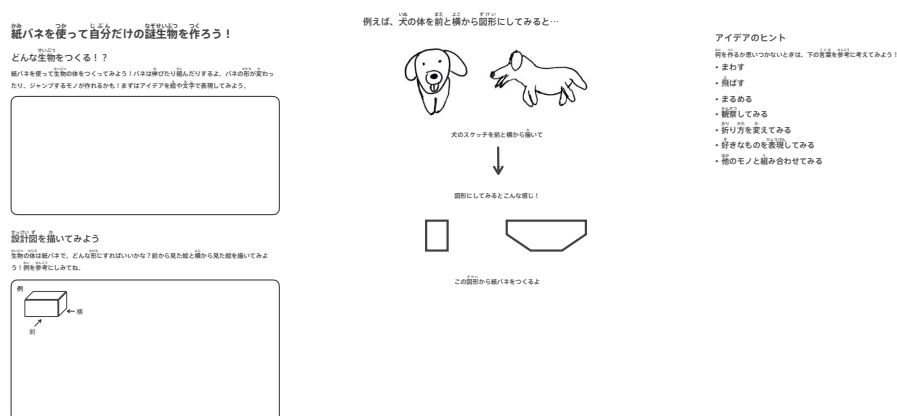 紙バネを使って自分だけの謎生物を作ろう！
どんな生物をつくる！？
紙バネを使って生物の体をつくってみよう！バネは伸びたり縮んだりするよ、バネの形が変わっ
たり、ジャンプするモノが作れるかも！まずはアイデアを絵や文字で表現してみよう。
設計図を描いてみよう
生物の体は紙バネで、どんな形にすればいいかな？前から見た絵と横から見た絵を描いてみよ
う！例を参考にしみてね。
例
横
前
例えば、犬の体を前と横から図形にしてみると…
犬のスケッチを前と横から描いて
図形にしてみるとこんな感じ！
この図形から紙バネをつくるよ
アイデアのヒント
何を作るか思いつかないときは、下の言葉を参考に考えてみよう！
• まわす
• 飛ばす
• まるめる
• 観察してみる
• 折り方を変えてみる
• 好きなものを表現してみる
• 他のモノと組み合わせてみる